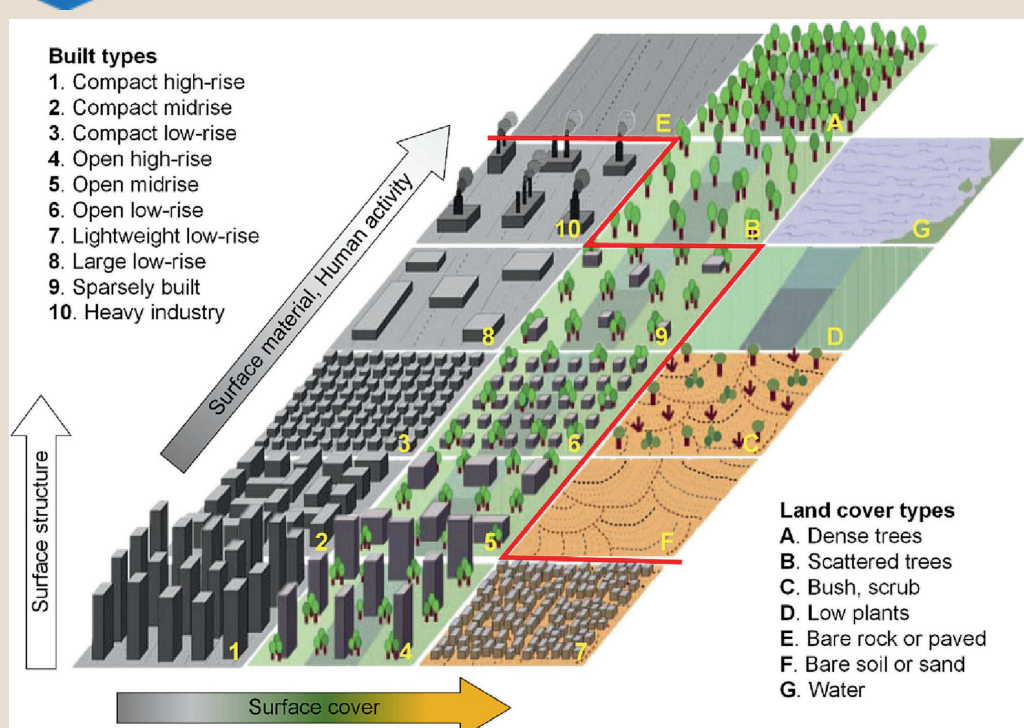 Built types
1. Compact high-rise
2. Compact midrise
3. Compact low-rise
4. Open high-rise
5. Open midrise
6. Open low-rise
7. Lightweight low-rise
8. Large low-rise
9. Sparsely built
10. Heavy industry
Surface material, Human activity
Surface structure
Surface cover
E
A
10
B
G
8
9
D
3
6
C
2
5
F
1
4
7
Land cover types
A. Dense trees
B. Scattered trees
C. Bush, scrub
D. Low plants
E. Bare rock or paved
F. Bare soil or sand
G. Water